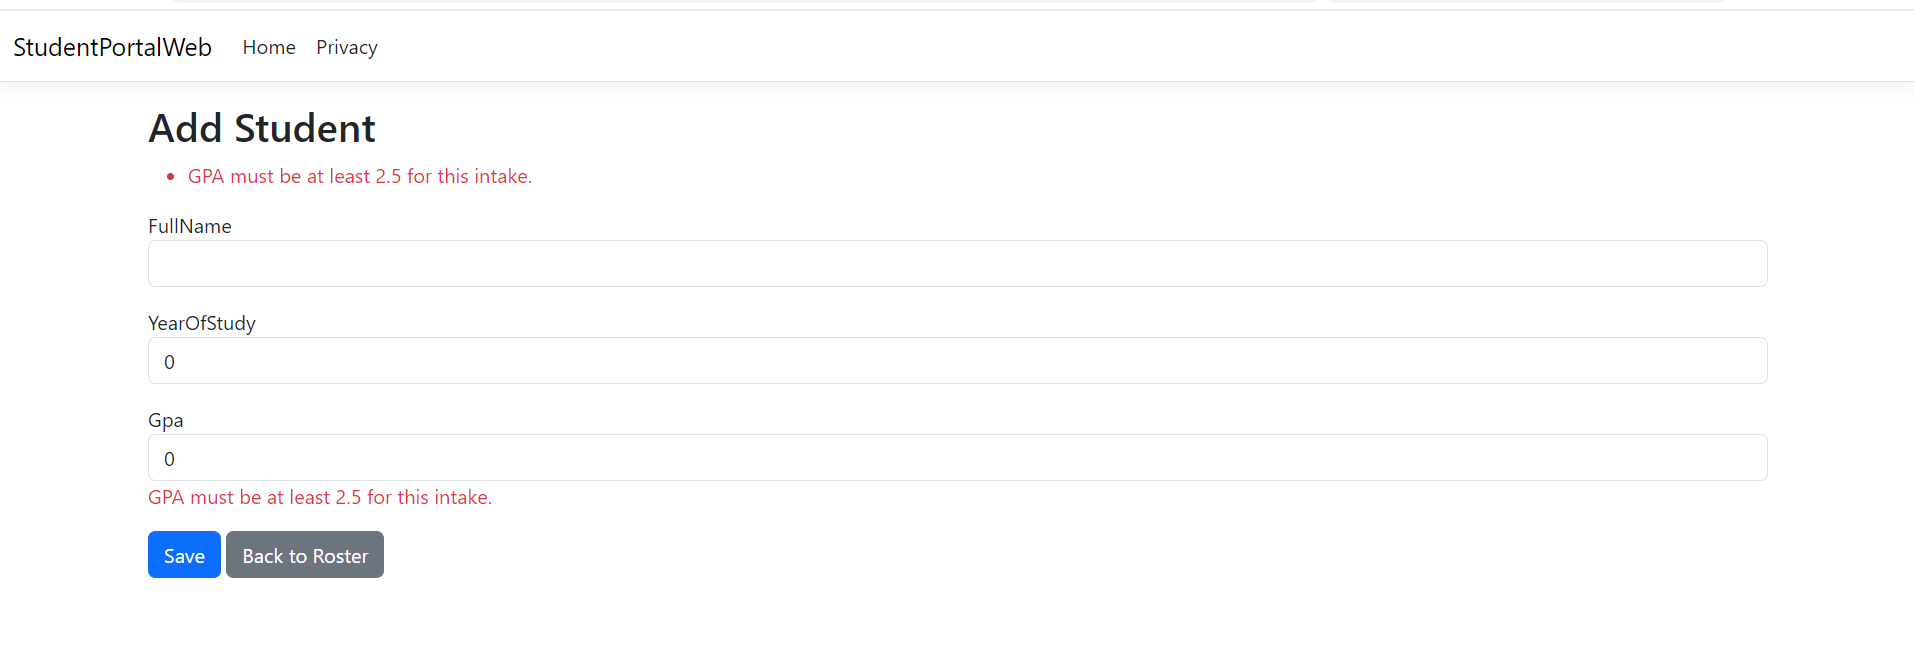 StudentPortalWeb Home Privacy
Add Student
GPA must be at least 2.5 for this intake.
FullName
YearOfStudy
0
Gpa
0
GPA must be at least 2.5 for this intake.
Save Back to Roster